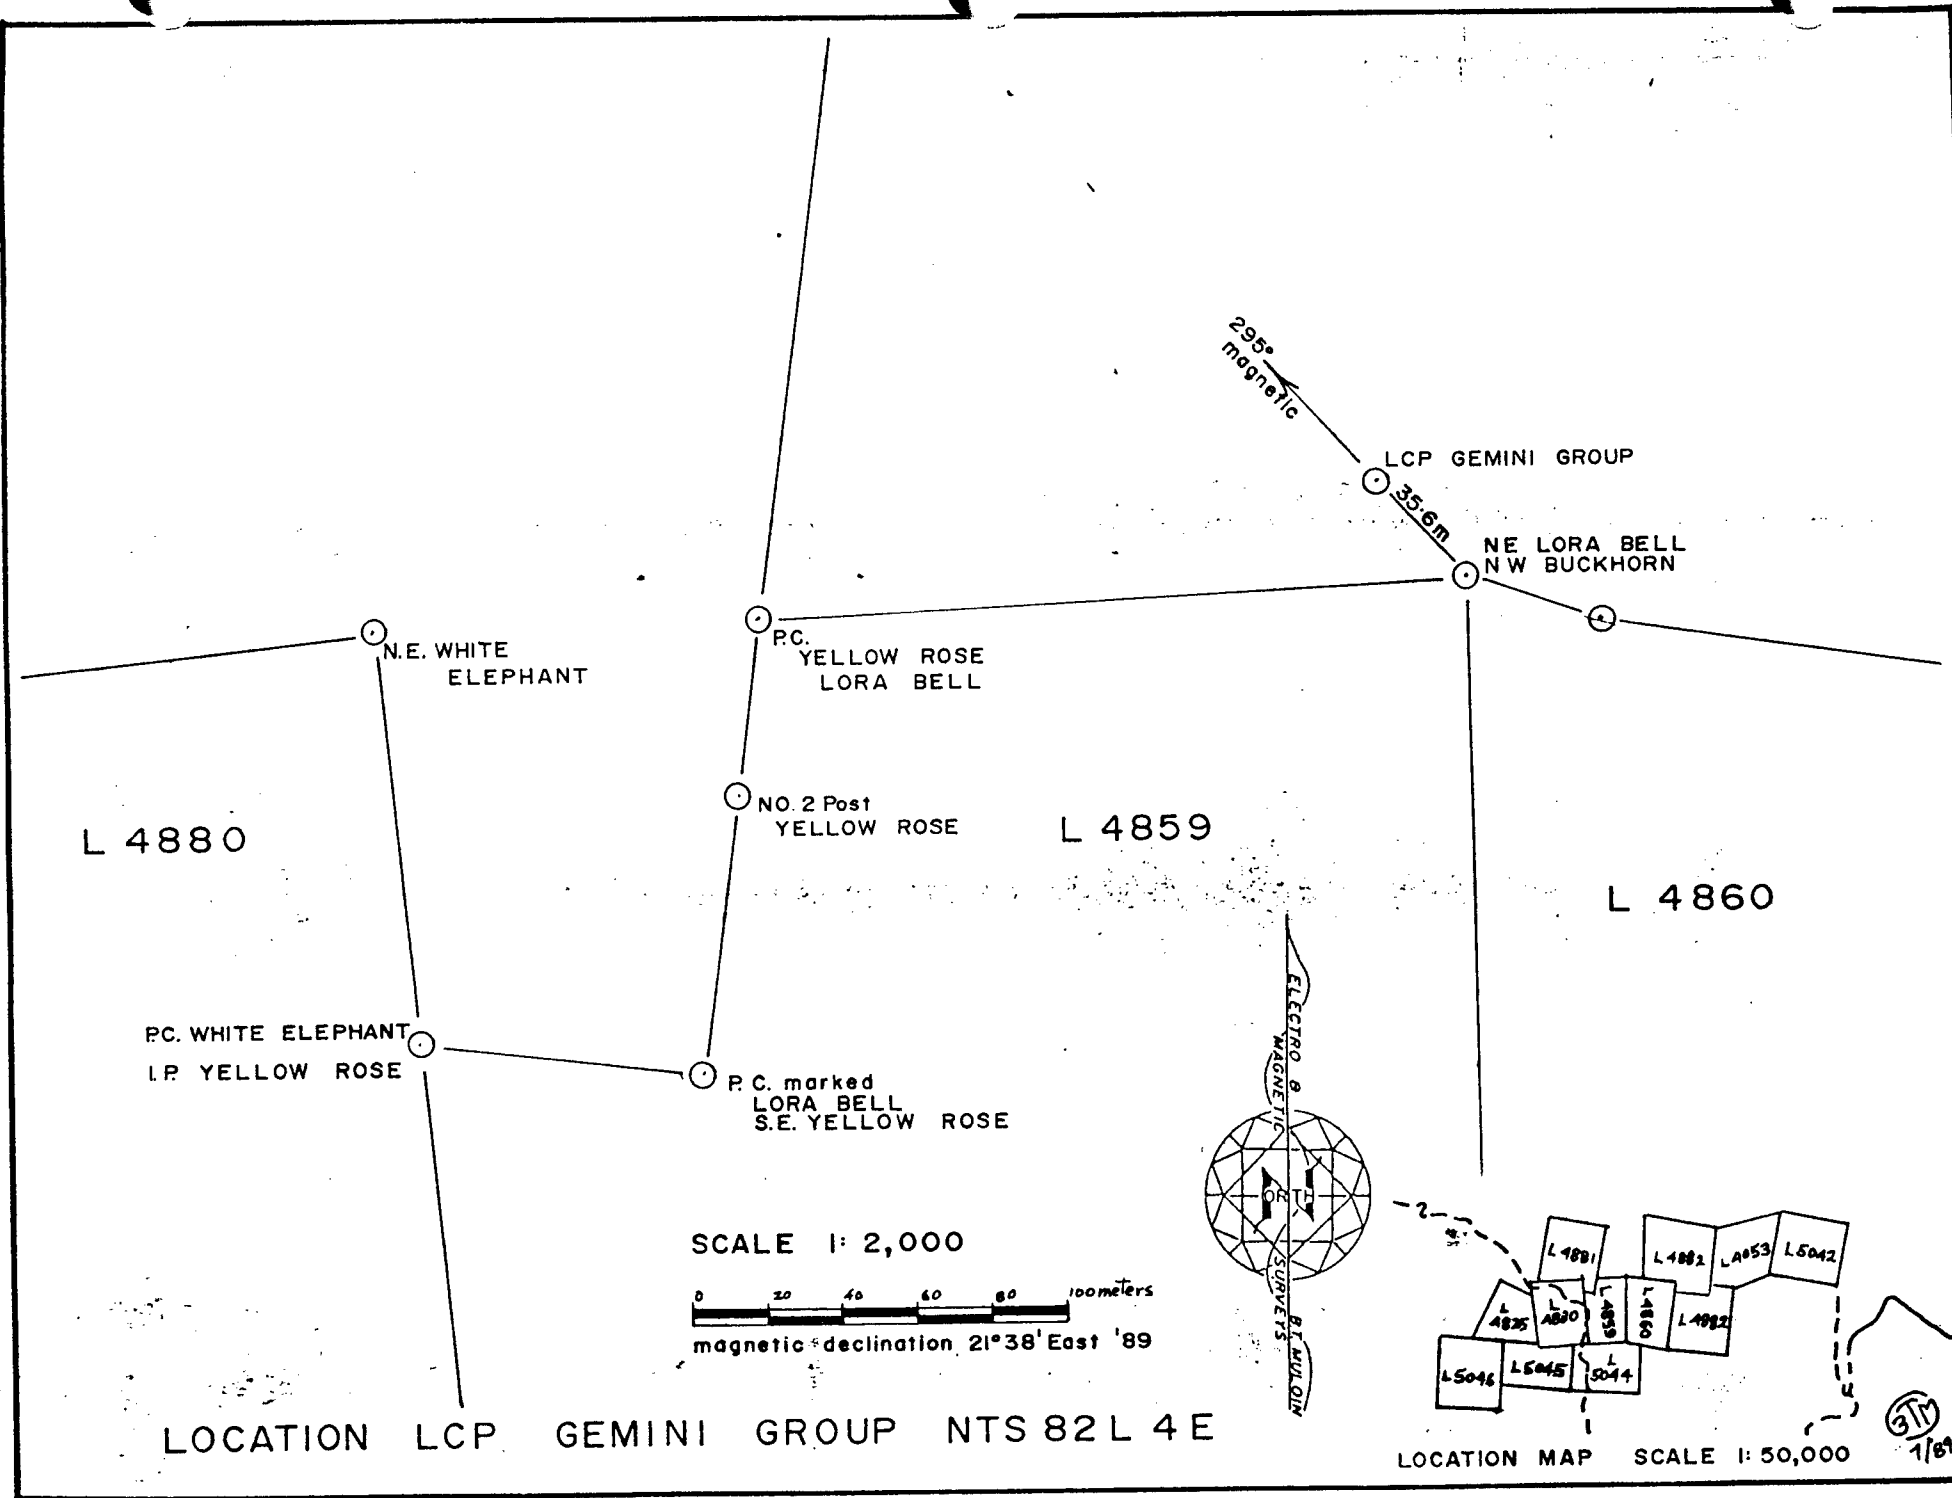 295°
magnetic
LCP GEMINI GROUP
35.6m
NE LORA BELL
NW BUCKHORN
N.E. WHITE
ELEPHANT
P.C.
YELLOW ROSE
LORA BELL
NO. 2 Post
YELLOW ROSE
L 4880
L 4859
L 4860
P.C. WHITE ELEPHANT
I.P. YELLOW ROSE
P.C. marked
LORA BELL
S.E. YELLOW ROSE
ELECTRO &
MAGNETIC
NORTH
SURVEYS
B.T. MULOIN
SCALE 1: 2,000
0 20 40 60 80 100 meters
magnetic declination 21°38' East '89
L 4881
L 4882
L 5042
L 4859
L 4860
L 4882
L 5046
L 5045
L
5044
LOCATION LCP GEMINI GROUP NTS 82 L 4 E
LOCATION MAP SCALE 1: 50,000